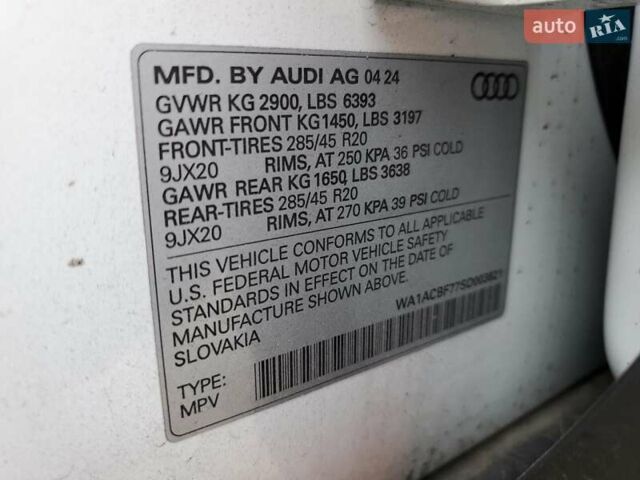 auto RIA.com
MFD. BY AUDI AG 04 24
GVWR KG 2900, LBS 6393
GAWR FRONT KG1450, LBS 3197
FRONT-TIRES 285/45 R20
9JX20 RIMS, AT 250 KPA 36 PSI COLD
GAWR REAR KG 1650, LBS 3638
REAR-TIRES 285/45 R20
9JX20 RIMS, AT 270 KPA 39 PSI COLD
THIS VEHICLE CONFORMS TO ALL APPLICABLE
U.S. FEDERAL MOTOR VEHICLE SAFETY
STANDARDS IN EFFECT ON THE DATE OF
MANUFACTURE SHOWN ABOVE.
SLOVAKIA
WA1ACBF77SD003621
TYPE:
MPV